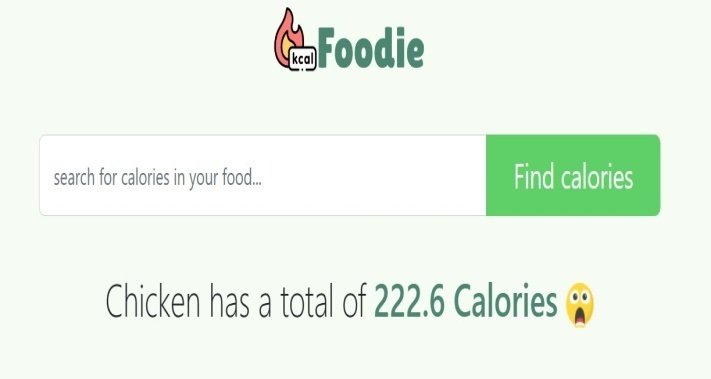 kcal Foodie
search for calories in your food...
Find calories
Chicken has a total of 222.6 Calories 😲